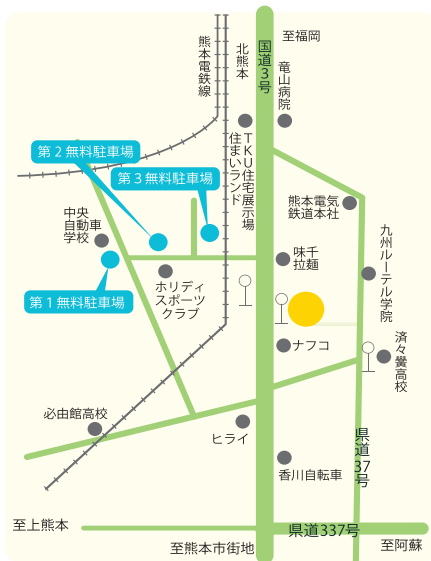 至福岡
国道3号
熊本電鉄線
北熊本
竜山病院
TKU住宅展示場
住まいランド
第2無料駐車場
第3無料駐車場
中央
自動車
学校
熊本電気
鉄道本社
九州ルーテル学院
味千
拉麺
ホリディ
スポーツ
クラブ
第1無料駐車場
ナフコ
済々黌高校
必由館高校
ヒライ
県道37号
香川自転車
至上熊本
県道337号
至熊本市街地
至阿蘇